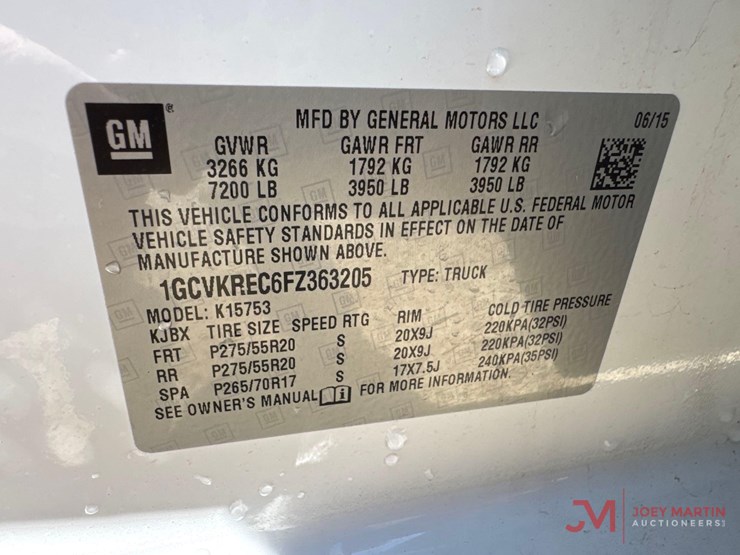 GM ®
MFD BY GENERAL MOTORS LLC 06/15
GVWR GAWR FRT GAWR RR
3266 KG 1792 KG 1792 KG
7200 LB 3950 LB 3950 LB
THIS VEHICLE CONFORMS TO ALL APPLICABLE U.S. FEDERAL MOTOR
VEHICLE SAFETY STANDARDS IN EFFECT ON THE DATE OF
MANUFACTURE SHOWN ABOVE.
1GCVKREC6FZ363205 TYPE: TRUCK
MODEL: K15753
KJBX TIRE SIZE SPEED RTG RIM COLD TIRE PRESSURE
FRT P275/55R20 S 20X9J 220KPA(32PSI)
RR P275/55R20 S 20X9J 220KPA(32PSI)
SPA P265/70R17 S 17X7.5J 240KPA(35PSI)
SEE OWNER'S MANUAL i FOR MORE INFORMATION.
JM JOEY MARTIN
AUCTIONEERS